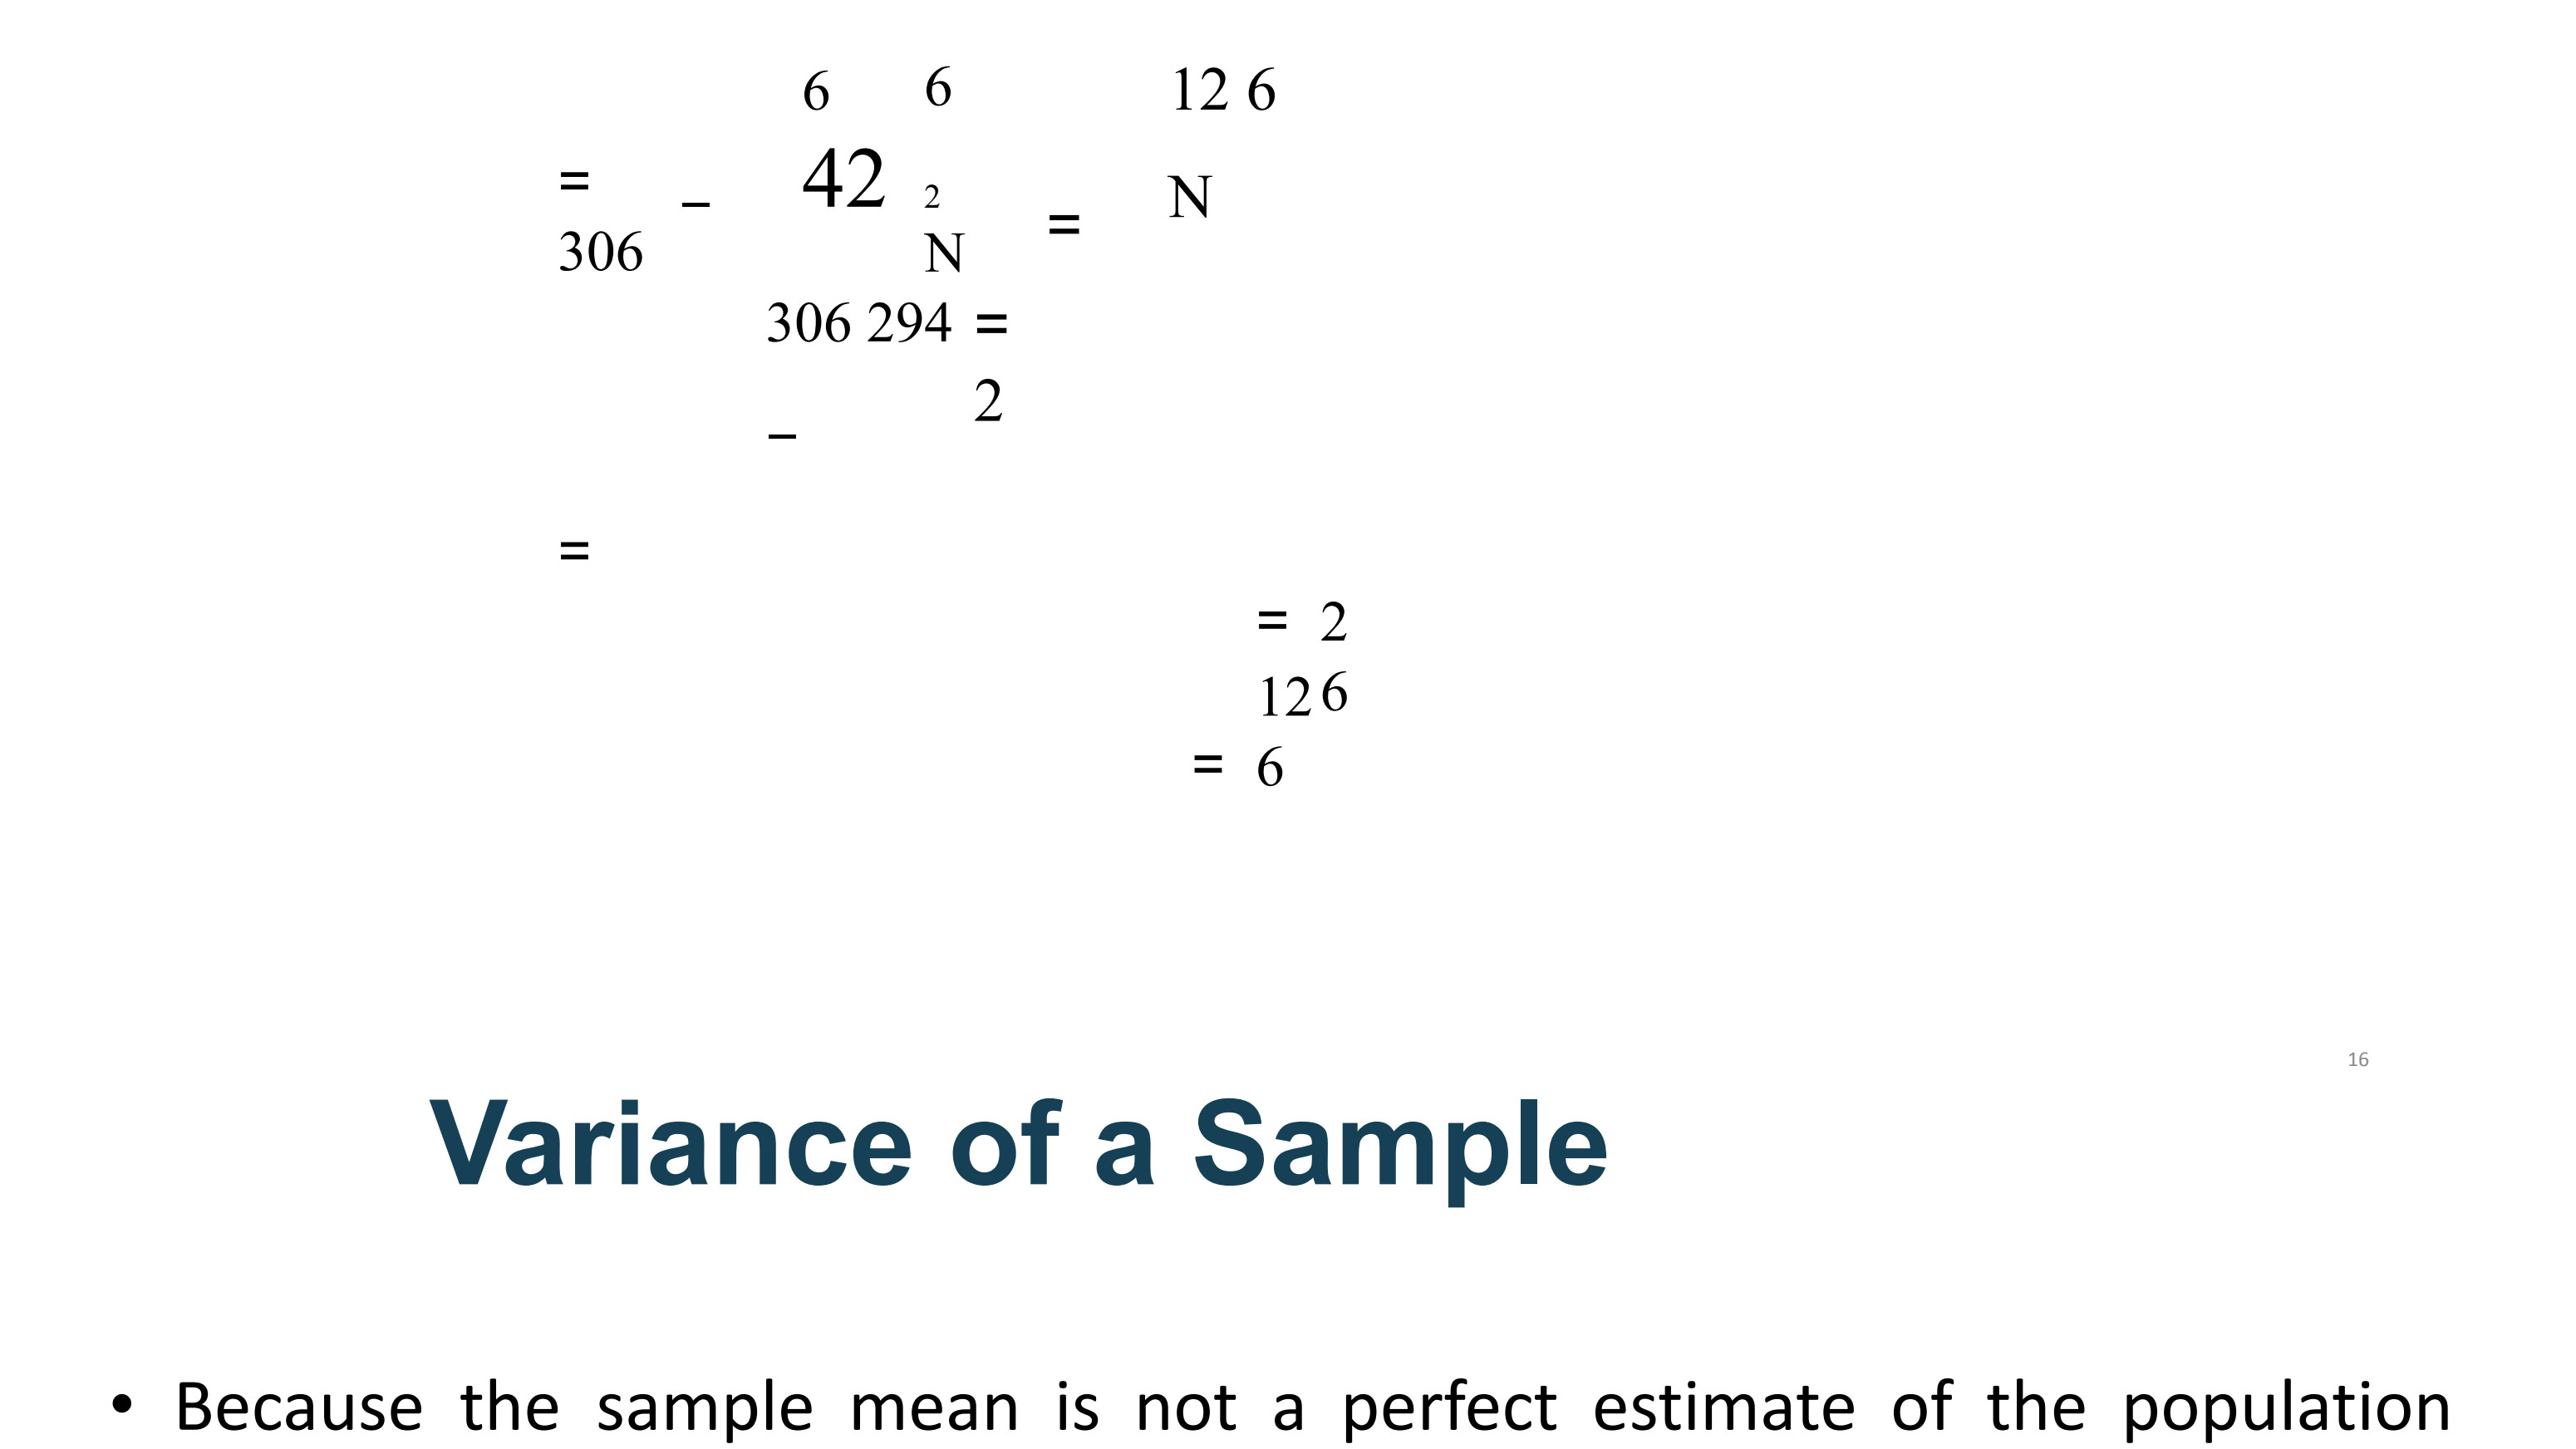 6 6 12 6
= − 42 2 N
306 N =
306 294 =
2
−
=
= 2
12 6
= 6
16
Variance of a Sample
• Because the sample mean is not a perfect estimate of the population